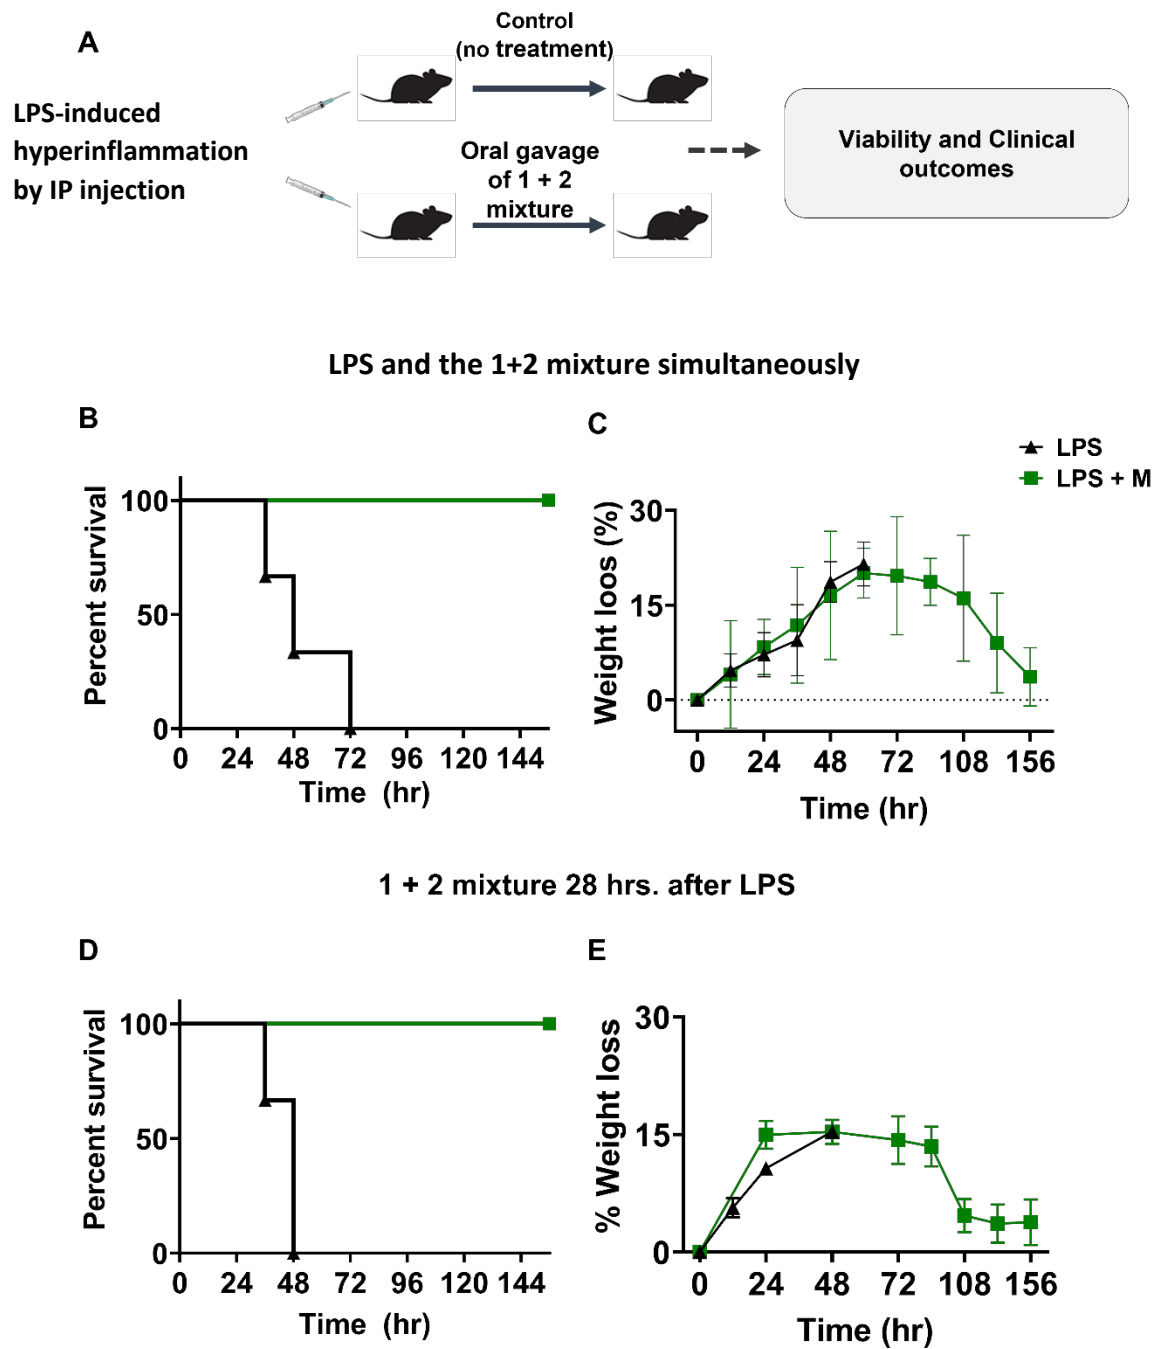 A
LPS-induced
hyperinflammation
by IP injection
Control
(no treatment)
Oral gavage
of 1 + 2
mixture
Viability and Clinical
outcomes
LPS and the 1+2 mixture simultaneously
B
Percent survival
100
50
0
0 24 48 72 96 120 144
Time (hr)
C
LPS
LPS + M
Weight loos (%)
30
15
0
0 24 48 72 108 156
Time (hr)
1 + 2 mixture 28 hrs. after LPS
D
Percent survival
100
50
0
0 24 48 72 96 120 144
Time (hr)
E
% Weight loss
30
15
0
0 24 48 72 108 156
Time (hr)